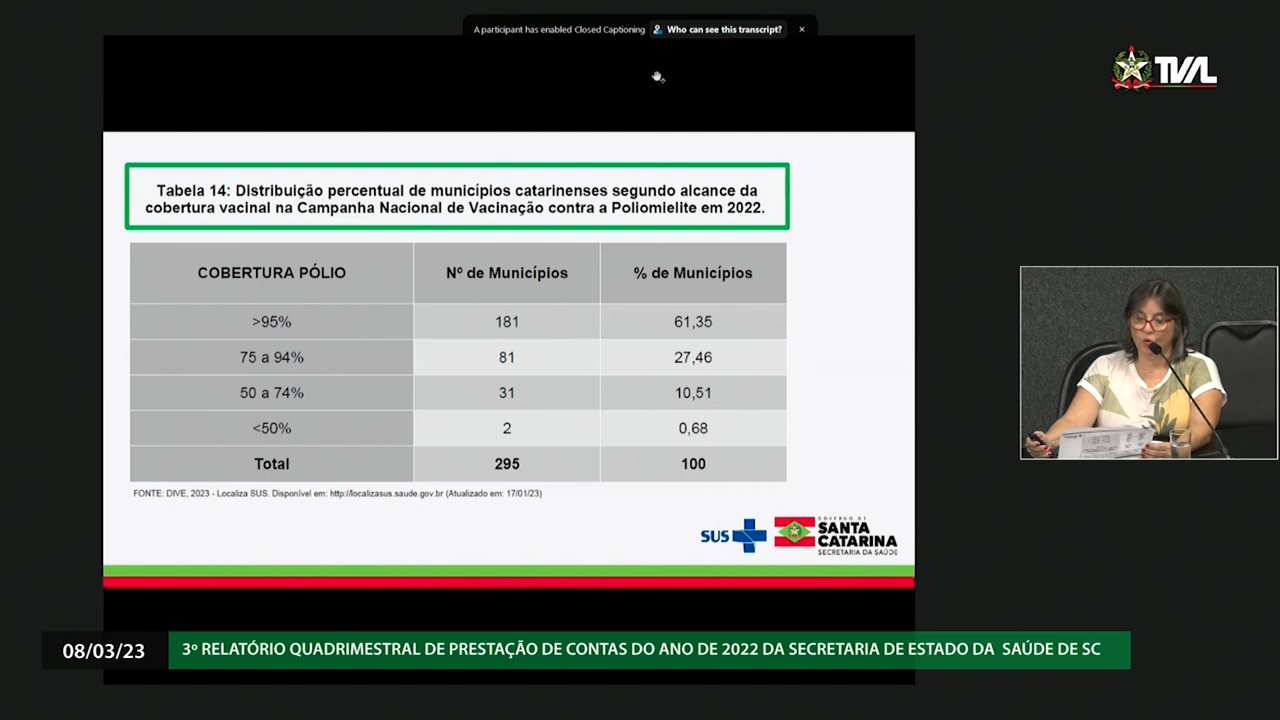 A participant has enabled Closed Captioning Who can see this transcript? ×
TVAL
Tabela 14: Distribuição percentual de municípios catarinenses segundo alcance da
cobertura vacinal na Campanha Nacional de Vacinação contra a Poliomielite em 2022.
COBERTURA PÓLIO Nº de Municípios % de Municípios
>95% 181 61,35
75 a 94% 81 27,46
50 a 74% 31 10,51
<50% 2 0,68
Total 295 100
FONTE: DIVE, 2023 - Localiza SUS. Disponível em: http://localizasus.saude.gov.br (Atualizado em: 17/01/23)
SUS
GOVERNO DE
SANTA
CATARINA
SECRETARIA DA SAÚDE
08/03/23 3º RELATÓRIO QUADRIMESTRAL DE PRESTAÇÃO DE CONTAS DO ANO DE 2022 DA SECRETARIA DE ESTADO DA SAÚDE DE SC